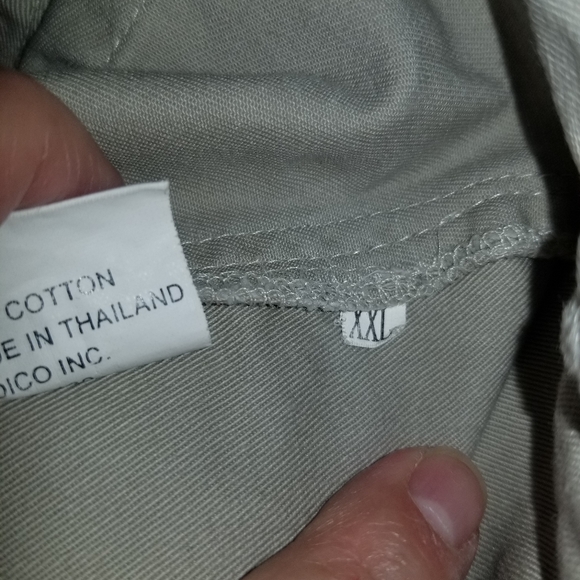 COTTON
E IN THAILAND
DICO INC.
XXL